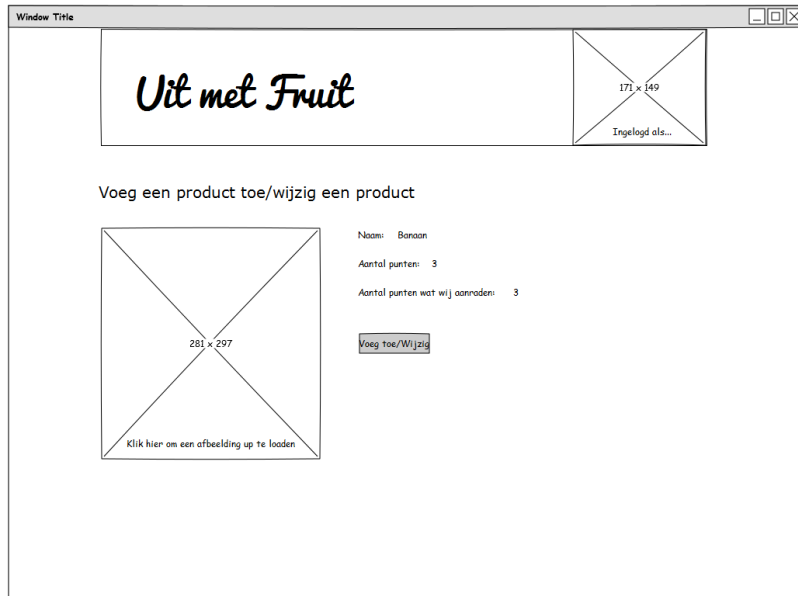 Window Title
Uit met Fruit
171 x 149
Ingelogd als...
Voeg een product toe/wijzig een product
Naam: Banaan
Aantal punten: 3
Aantal punten wat wij aanraden: 3
Voeg toe/Wijzig
281 x 297
Klik hier om een afbeelding up te loaden